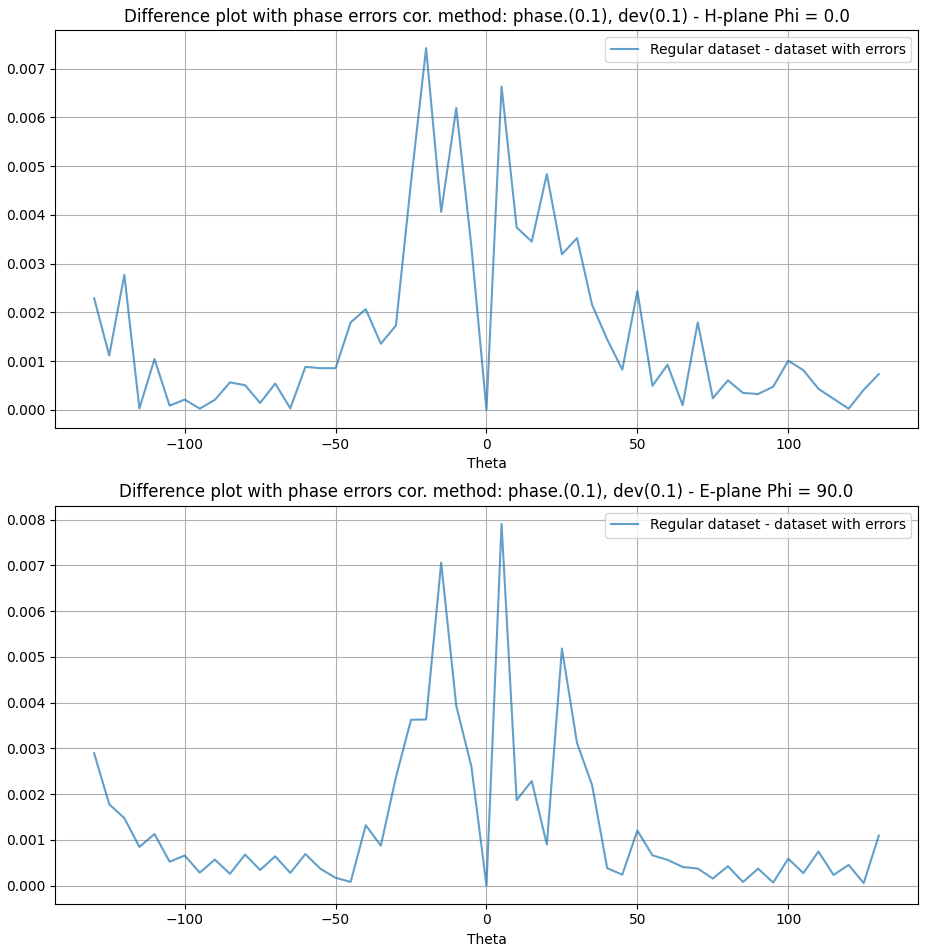 Difference plot with phase errors cor. method: phase.(0.1), dev(0.1) - H-plane Phi = 0.0
Regular dataset - dataset with errors
0.007
0.006
0.005
0.004
0.003
0.002
0.001
0.000
−100 −50 0 50 100
Theta
Difference plot with phase errors cor. method: phase.(0.1), dev(0.1) - E-plane Phi = 90.0
Regular dataset - dataset with errors
0.008
0.007
0.006
0.005
0.004
0.003
0.002
0.001
0.000
−100 −50 0 50 100
Theta